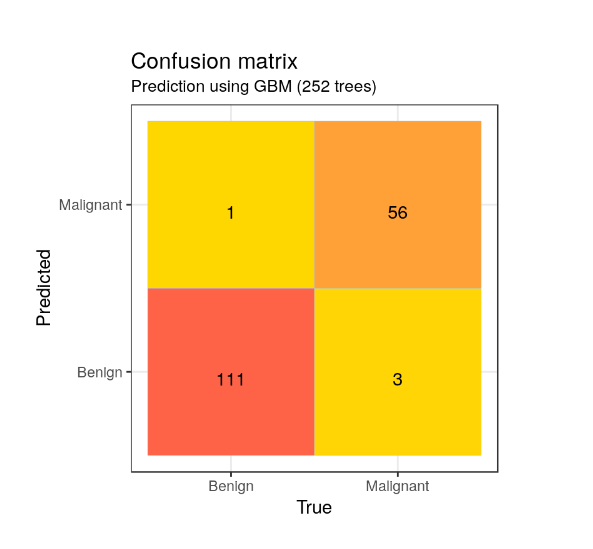 Confusion matrix
Prediction using GBM (252 trees)
Malignant
1
56
Benign
111
3
Benign
Malignant
True
Predicted